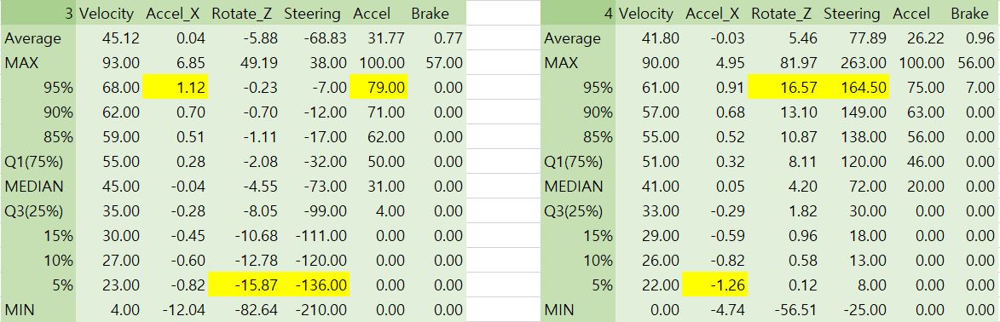 3 Velocity Accel_X Rotate_Z Steering Accel Brake 4 Velocity Accel_X Rotate_Z Steering Accel Brake
Average 45.12 0.04 -5.88 -68.83 31.77 0.77 Average 41.80 -0.03 5.46 77.89 26.22 0.96
MAX 93.00 6.85 49.19 38.00 100.00 57.00 MAX 90.00 4.95 81.97 263.00 100.00 56.00
95% 68.00 1.12 -0.23 -7.00 79.00 0.00 95% 61.00 0.91 16.57 164.50 75.00 7.00
90% 62.00 0.70 -0.70 -12.00 71.00 0.00 90% 57.00 0.68 13.10 149.00 63.00 0.00
85% 59.00 0.51 -1.11 -17.00 62.00 0.00 85% 55.00 0.52 10.87 138.00 56.00 0.00
Q1(75%) 55.00 0.28 -2.08 -32.00 50.00 0.00 Q1(75%) 51.00 0.32 8.11 120.00 46.00 0.00
MEDIAN 45.00 -0.04 -4.55 -73.00 31.00 0.00 MEDIAN 41.00 0.05 4.20 72.00 20.00 0.00
Q3(25%) 35.00 -0.28 -8.05 -99.00 4.00 0.00 Q3(25%) 33.00 -0.29 1.82 30.00 0.00 0.00
15% 30.00 -0.45 -10.68 -111.00 0.00 0.00 15% 29.00 -0.59 0.96 18.00 0.00 0.00
10% 27.00 -0.60 -12.78 -120.00 0.00 0.00 10% 26.00 -0.82 0.58 13.00 0.00 0.00
5% 23.00 -0.82 -15.87 -136.00 0.00 0.00 5% 22.00 -1.26 0.12 8.00 0.00 0.00
MIN 4.00 -12.04 -82.64 -210.00 0.00 0.00 MIN 0.00 -4.74 -56.51 -25.00 0.00 0.00